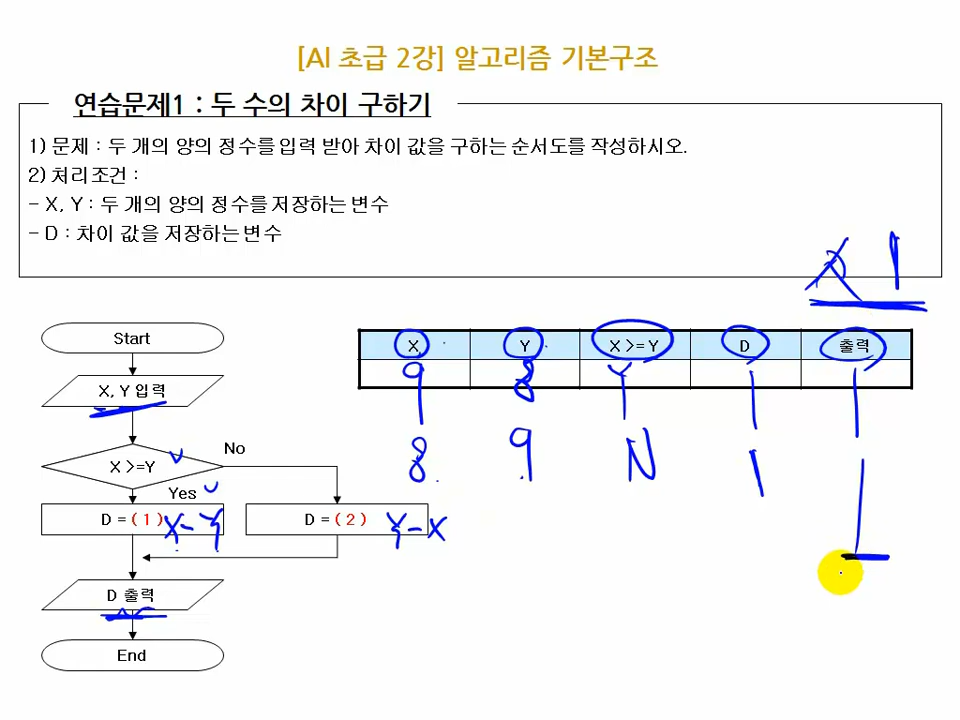 [AI 초급 2강] 알고리즘 기본구조
연습문제1 : 두 수의 차이 구하기
1) 문제 : 두 개의 양의 정수를 입력 받아 차이 값을 구하는 순서도를 작성하시오.
2) 처리조건 :
- X, Y : 두 개의 양의 정수를 저장하는 변수
- D : 차이 값을 저장하는 변수
1
Start
X, Y 입력
X >=Y
No
Yes
D = ( 1 ) X-Y
D = ( 2 ) Y-X
D 출력
End
X Y X >= Y D 출력
9 8 Y 1 1
8 9 N 1 1